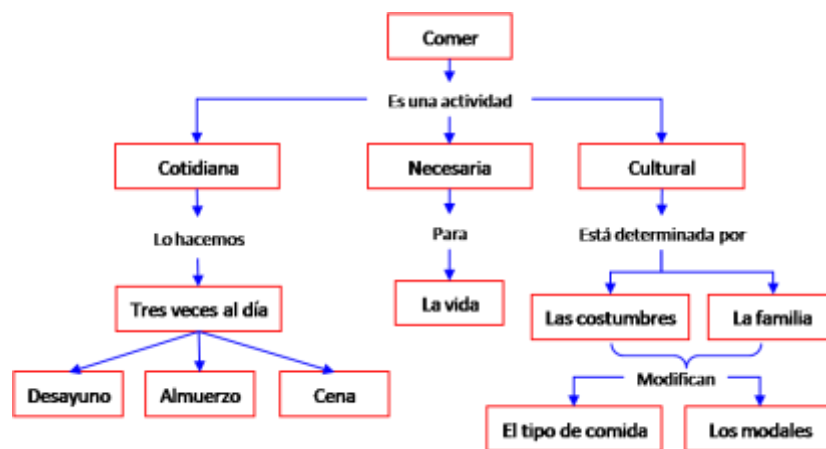 Comer
Es una actividad
Cotidiana
Necesaria
Cultural
Lo hacemos
Para
Está determinada por
Tres veces al día
La vida
Las costumbres
La familia
Modifican
Desayuno
Almuerzo
Cena
El tipo de comida
Los modales